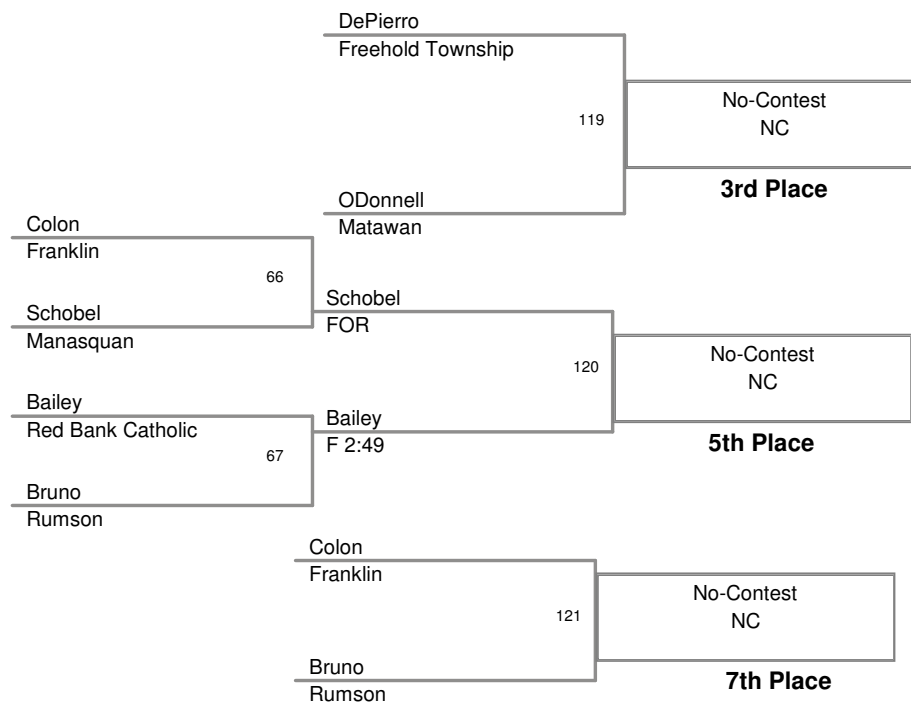 DePierro
Freehold Township
119
No-Contest
NC
3rd Place
ODonnell
Matawan
Colon
Franklin
66
Schobel
Manasquan
Schobel
FOR
120
No-Contest
NC
5th Place
Bailey
Red Bank Catholic
67
Bailey
F 2:49
Bruno
Rumson
Colon
Franklin
121
No-Contest
NC
7th Place
Bruno
Rumson